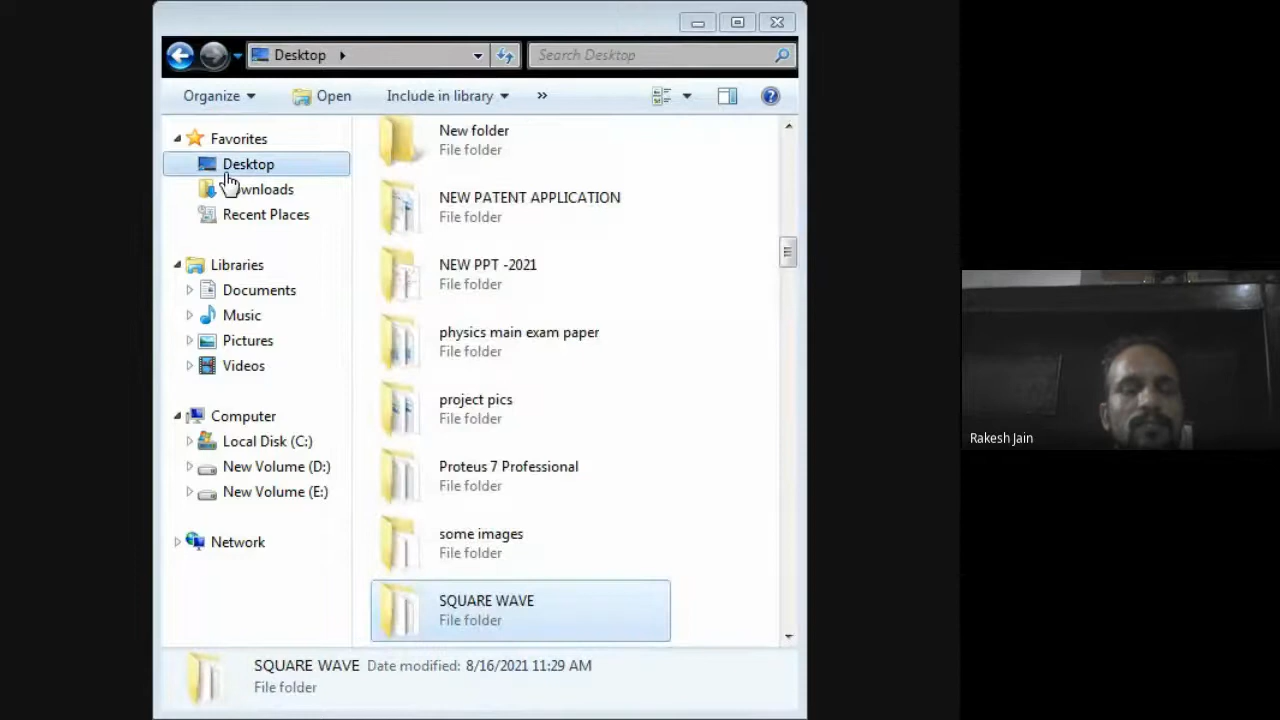 Desktop
Search Desktop
Organize
Open
Include in library
»
Favorites
Desktop
wnloads
Recent Places
Libraries
Documents
Music
Pictures
Videos
Computer
Local Disk (C:)
New Volume (D:)
New Volume (E:)
Network
New folder
File folder
NEW PATENT APPLICATION
File folder
NEW PPT -2021
File folder
physics main exam paper
File folder
project pics
File folder
Proteus 7 Professional
File folder
some images
File folder
SQUARE WAVE
File folder
SQUARE WAVE Date modified: 8/16/2021 11:29 AM
File folder
Rakesh Jain